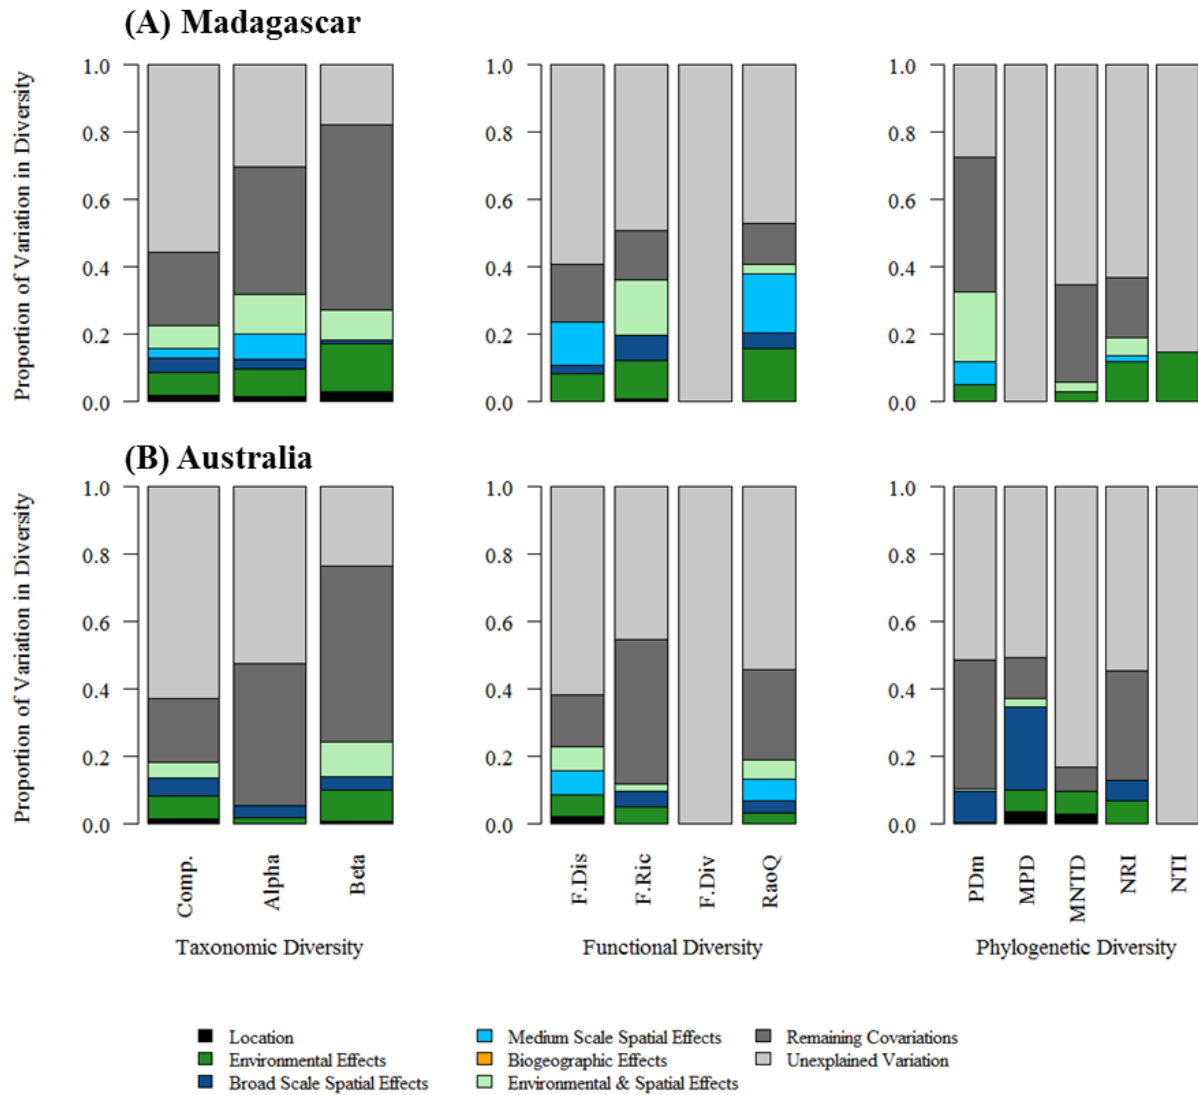 (A) Madagascar
Proportion of Variation in Diversity
1.0
0.8
0.6
0.4
0.2
0.0
1.0
0.8
0.6
0.4
0.2
0.0
1.0
0.8
0.6
0.4
0.2
0.0
(B) Australia
Proportion of Variation in Diversity
1.0
0.8
0.6
0.4
0.2
0.0
1.0
0.8
0.6
0.4
0.2
0.0
1.0
0.8
0.6
0.4
0.2
0.0
Comp.
Alpha
Beta
F.Dis
F.Ric
F.Div
RaoQ
PDm
MPD
MNTD
NRI
NTI
Taxonomic Diversity
Functional Diversity
Phylogenetic Diversity
Location
Environmental Effects
Broad Scale Spatial Effects
Medium Scale Spatial Effects
Biogeographic Effects
Environmental & Spatial Effects
Remaining Covariations
Unexplained Variation